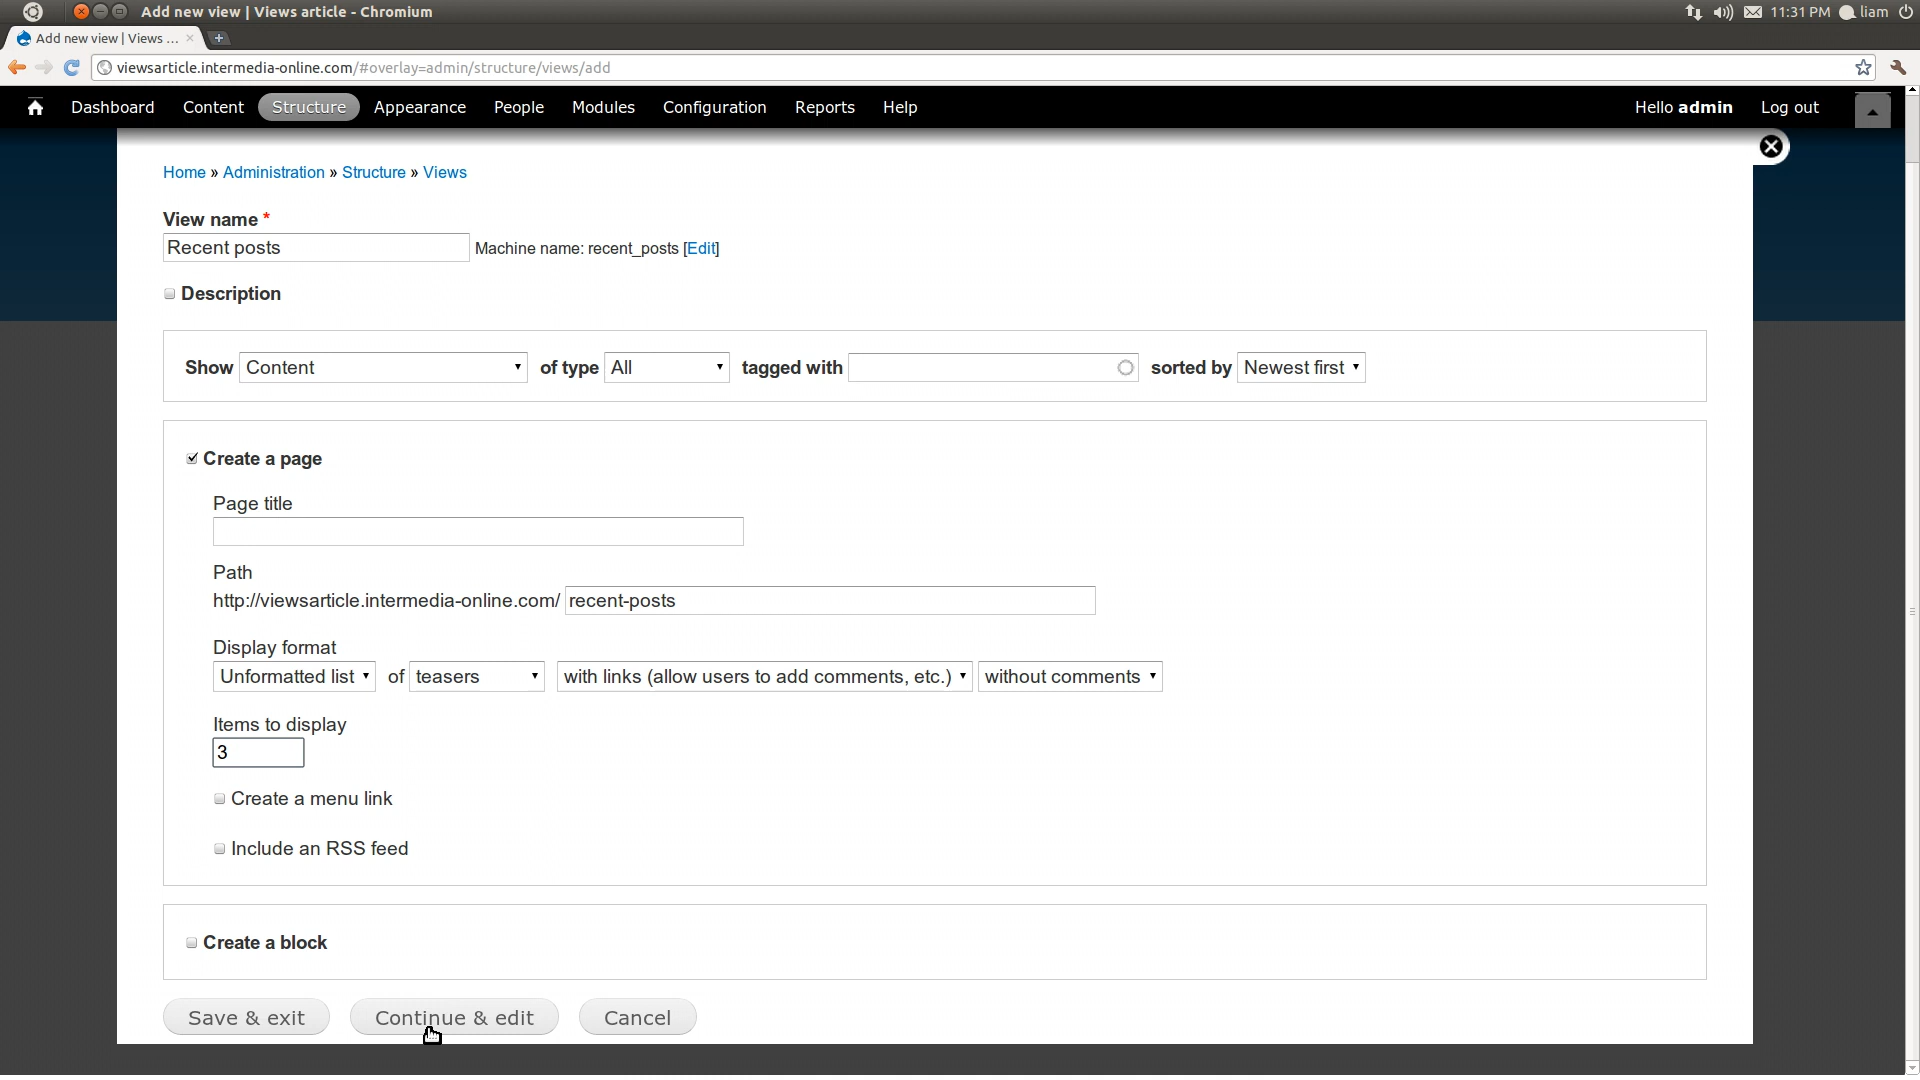 Add new view | Views article - Chromium
11:31 PM liam
Add new view | Views ...
viewsarticle.intermedia-online.com/#overlay=admin/structure/views/add
Dashboard Content Structure Appearance People Modules Configuration Reports Help Hello admin Log out
Home » Administration » Structure » Views
View name *
Recent posts Machine name: recent_posts [Edit]
Description
Show Content of type All tagged with sorted by Newest first
Create a page
Page title
Path
http://viewsarticle.intermedia-online.com/ recent-posts
Display format
Unformatted list of teasers with links (allow users to add comments, etc.) without comments
Items to display
3
Create a menu link
Include an RSS feed
Create a block
Save & exit Continue & edit Cancel